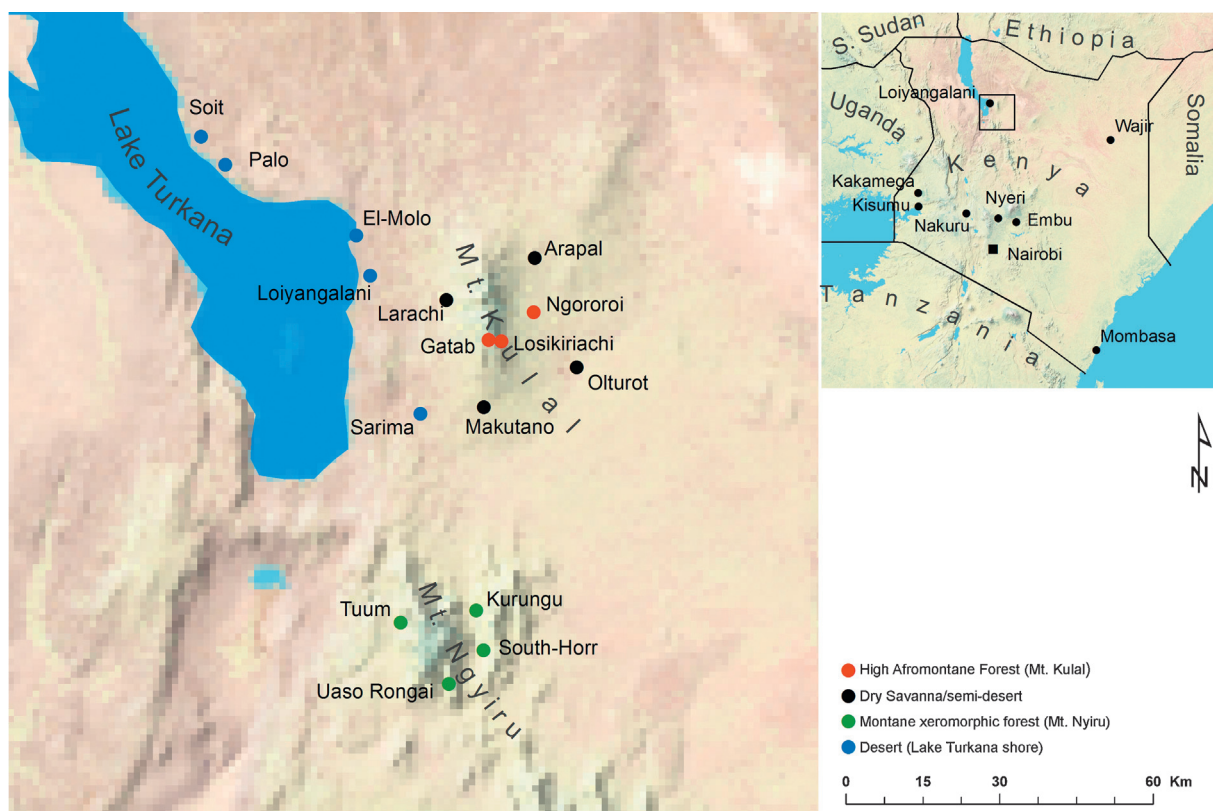 Soit
Palo
Lake Turkana
El-Molo
Loiyangalani
Mt. Kulal
Arapal
Larachi
Ngororoi
Gatab
Losikiriachi
Olturot
Sarima
Makutano
Tuum
Mt. Ngyiru
Kurungu
South-Horr
Uaso Rongai
S. Sudan
Ethiopia
Loiyangalani
Uganda
Somalia
Wajir
Kenya
Kakamega
Kisumu
Nyeri
Nakuru
Embu
Nairobi
Tanzania
Mombasa
N
High Afromontane Forest (Mt. Kulal)
Dry Savanna/semi-desert
Montane xeromorphic forest (Mt. Nyiru)
Desert (Lake Turkana shore)
0 15 30 60 Km